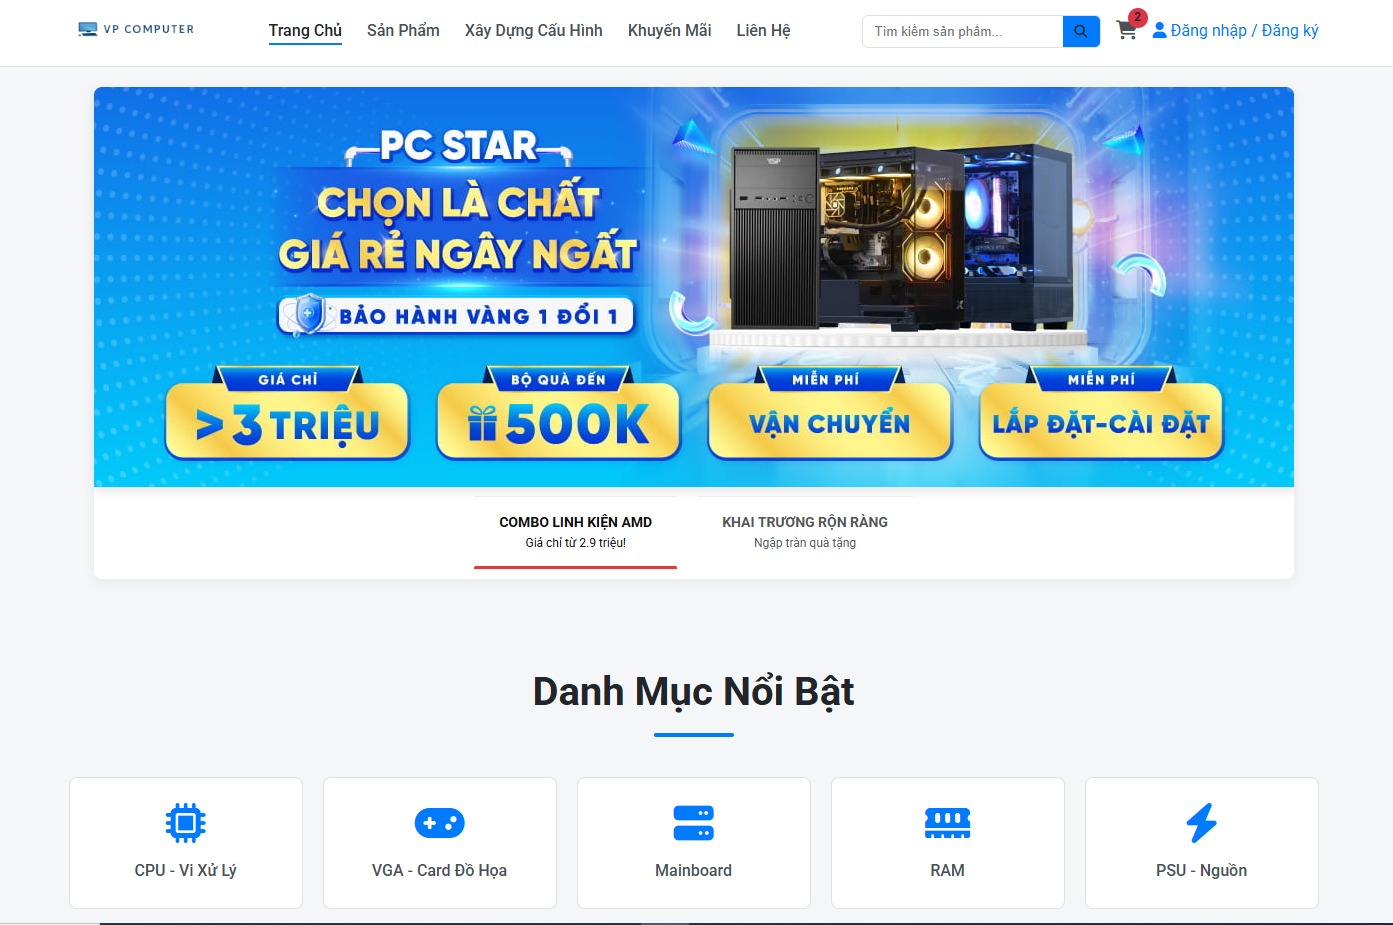 VP COMPUTER
Trang Chủ
Sản Phẩm
Xây Dựng Cấu Hình
Khuyến Mãi
Liên Hệ
Tìm kiếm sản phẩm...
2
Đăng nhập / Đăng ký
PC STAR
CHỌN LÀ CHẤT
GIÁ RẺ NGÂY NGẤT
BẢO HÀNH VÀNG 1 ĐỔI 1
GIÁ CHỈ
>3 TRIỆU
BỘ QUÀ ĐẾN
500K
MIỄN PHÍ
VẬN CHUYỂN
MIỄN PHÍ
LẮP ĐẶT-CÀI ĐẶT
COMBO LINH KIỆN AMD
Giá chỉ từ 2.9 triệu!
KHAI TRƯƠNG RỘN RÀNG
Ngập tràn quà tặng
Danh Mục Nổi Bật
CPU - Vi Xử Lý
VGA - Card Đồ Họa
Mainboard
RAM
PSU - Nguồn